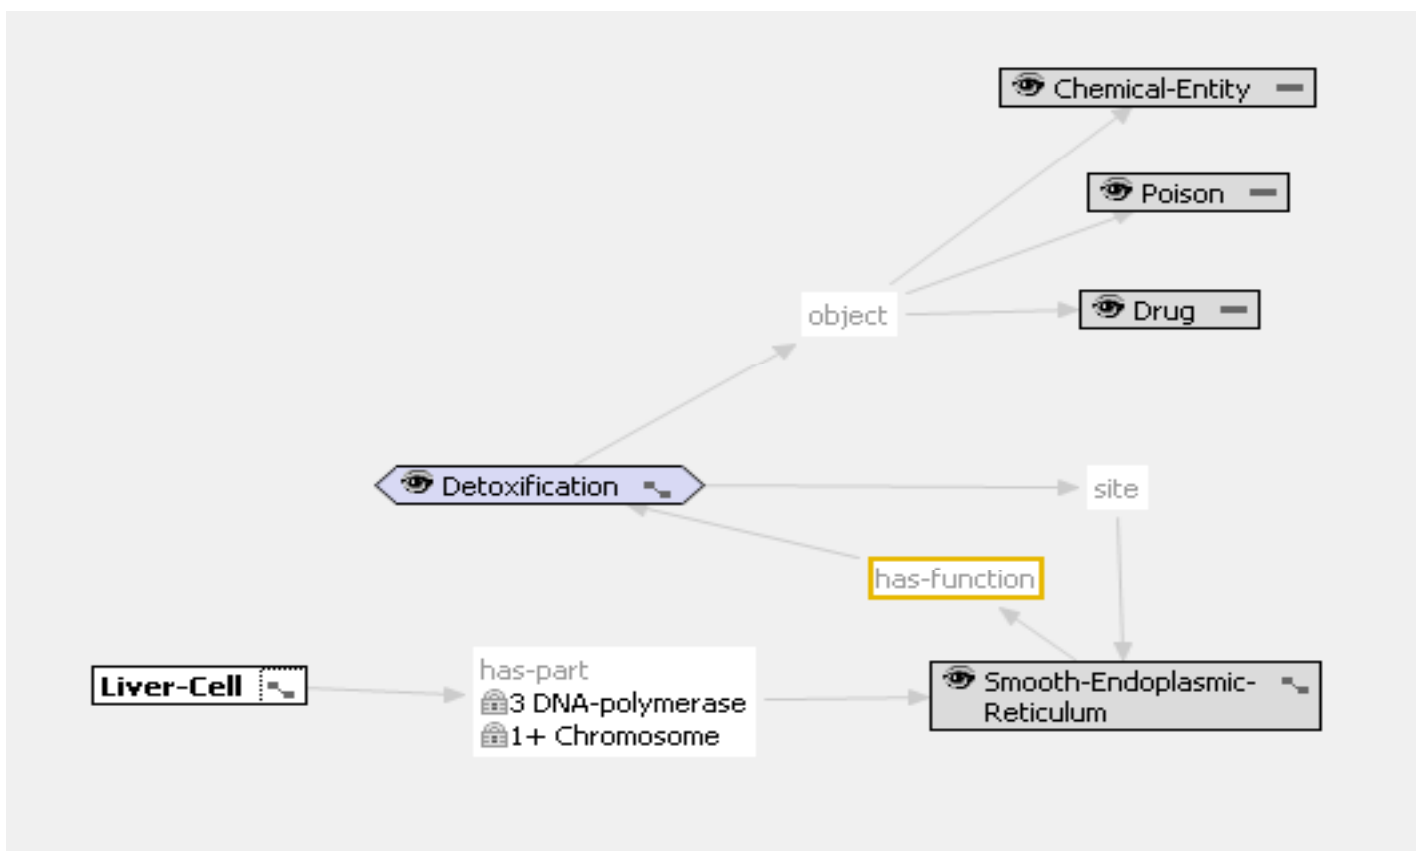 Chemical-Entity
Poison
Drug
object
Detoxification
site
has-function
Liver-Cell
has-part
3 DNA-polymerase
1+ Chromosome
Smooth-Endoplasmic-
Reticulum